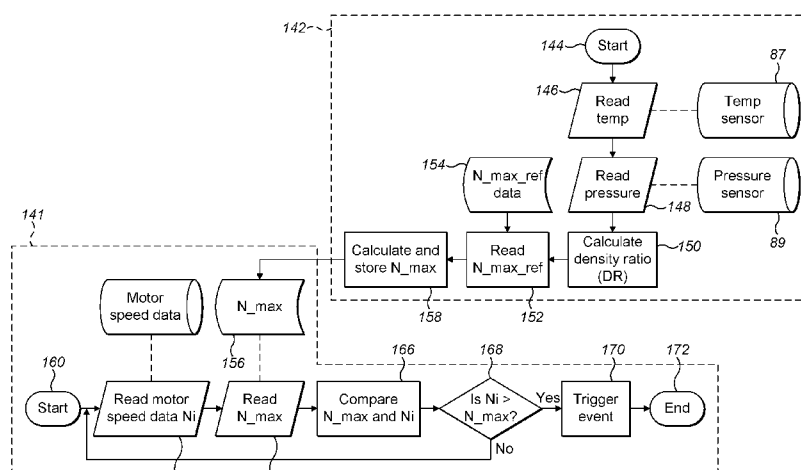 142
144
Start
87
146
Read
temp
Temp
sensor
154
N_max_ref
data
Read
pressure
148
Pressure
sensor
89
141
Calculate and
store N_max
158
Read
N_max_ref
152
Calculate
density ratio
(DR)
150
Motor
speed data
N_max
156
160
Start
Read motor
speed data Ni
Read
N_max
166
Compare
N_max and Ni
168
Is Ni >
N_max?
Yes
No
170
Trigger
event
172
End